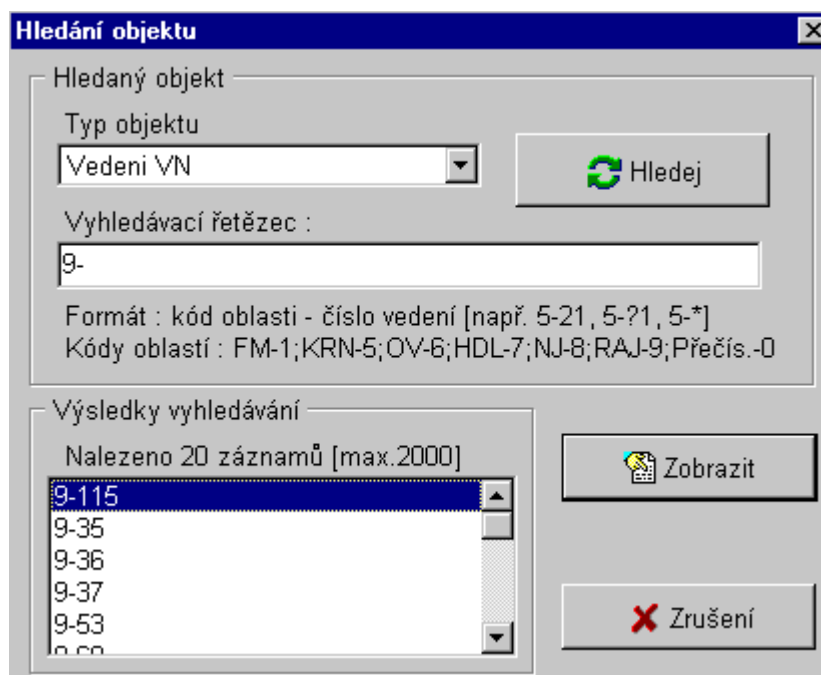 Hledání objektu
Hledaný objekt
Typ objektu
Vedeni VN
Hledej
Vyhledávací řetězec :
9-
Formát : kód oblasti - číslo vedení [např. 5-21, 5-?1, 5-*]
Kódy oblastí : FM-1;KRN-5;OV-6;HDL-7;NJ-8;RAJ-9;Přečís.-0
Výsledky vyhledávání
Nalezeno 20 záznamů [max.2000]
Zobrazit
9-115
9-35
9-36
9-37
9-53
Zrušení